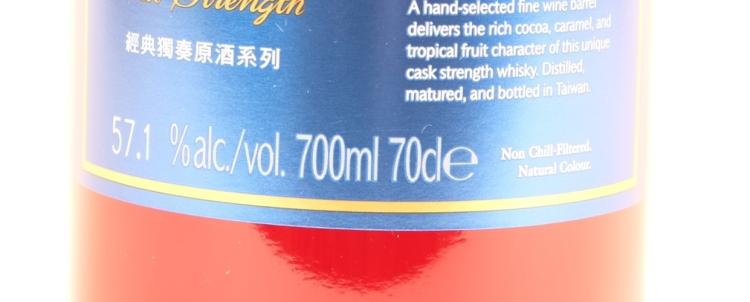 Strength
經典獨奏原酒系列
A hand-selected fine wine barrel
delivers the rich cocoa, caramel, and
tropical fruit character of this unique
cask strength whisky. Distilled,
matured, and bottled in Taiwan.
57.1 %alc./vol. 700ml 70cl℮
Non Chill-Filtered.
Natural Colour.